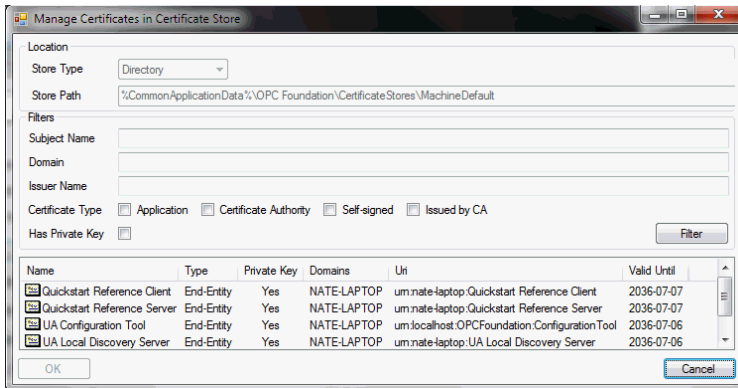 Manage Certificates in Certificate Store
Location
Store Type Directory
Store Path %CommonApplicationData%\OPC Foundation\CertificateStores\MachineDefault
Filters
Subject Name
Domain
Issuer Name
Certificate Type Application Certificate Authority Self-signed Issued by CA
Has Private Key Filter
Name Type Private Key Domains Uri Valid Until
Quickstart Reference Client End-Entity Yes NATE-LAPTOP urn:nate-laptop:Quickstart Reference Client 2036-07-07
Quickstart Reference Server End-Entity Yes NATE-LAPTOP urn:nate-laptop:Quickstart Reference Server 2036-07-07
UA Configuration Tool End-Entity Yes NATE-LAPTOP urn:localhost:OPCFoundation:ConfigurationTool 2036-07-06
UA Local Discovery Server End-Entity Yes NATE-LAPTOP urn:nate-laptop:UA Local Discovery Server 2036-07-06
OK Cancel